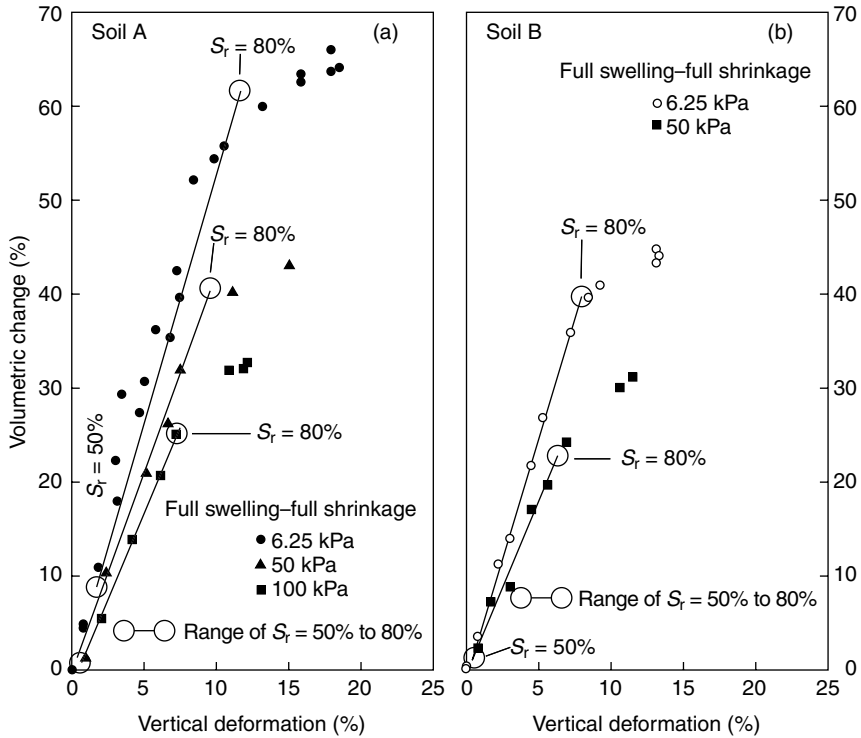 Soil A
(a)
Sr = 80%
Sr = 80%
Sr = 50%
Sr = 80%
Full swelling–full shrinkage
6.25 kPa
50 kPa
100 kPa
Range of Sr = 50% to 80%
70
60
50
40
30
20
10
0
0
5
10
15
20
25
Volumetric change (%)
Vertical deformation (%)
Soil B
(b)
Full swelling–full shrinkage
6.25 kPa
50 kPa
Sr = 80%
Sr = 80%
Range of Sr = 50% to 80%
Sr = 50%
70
60
50
40
30
20
10
0
0
5
10
15
20
25
Vertical deformation (%)